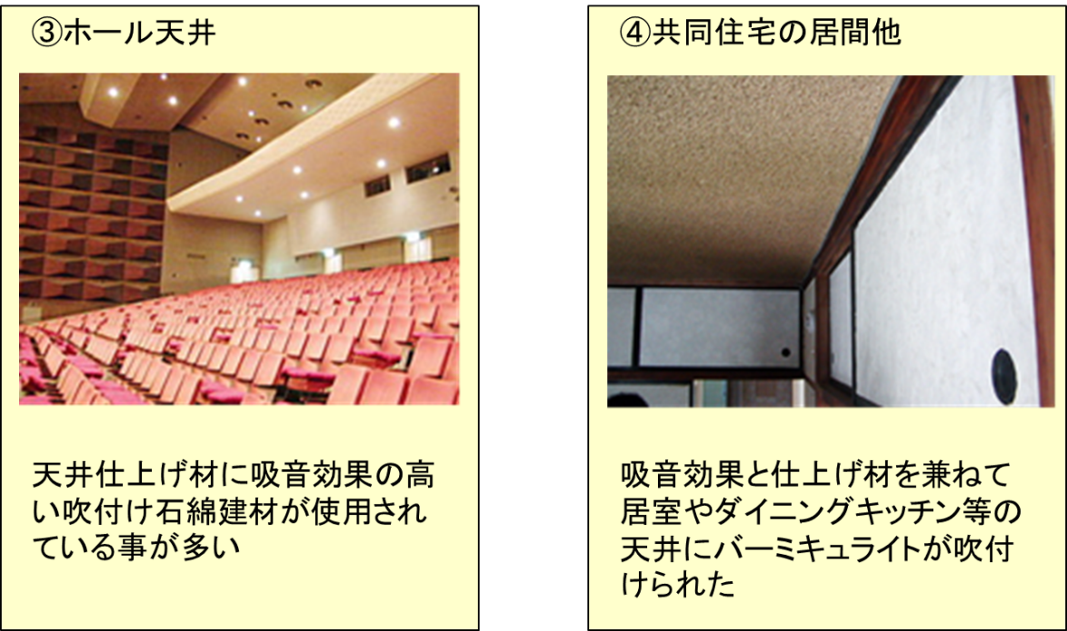 ③ホール天井
天井仕上げ材に吸音効果の高
い吹付け石綿建材が使用され
ている事が多い
④共同住宅の居間他
吸音効果と仕上げ材を兼ねて
居室やダイニングキッチン等の
天井にバーミキュライトが吹付
けられた